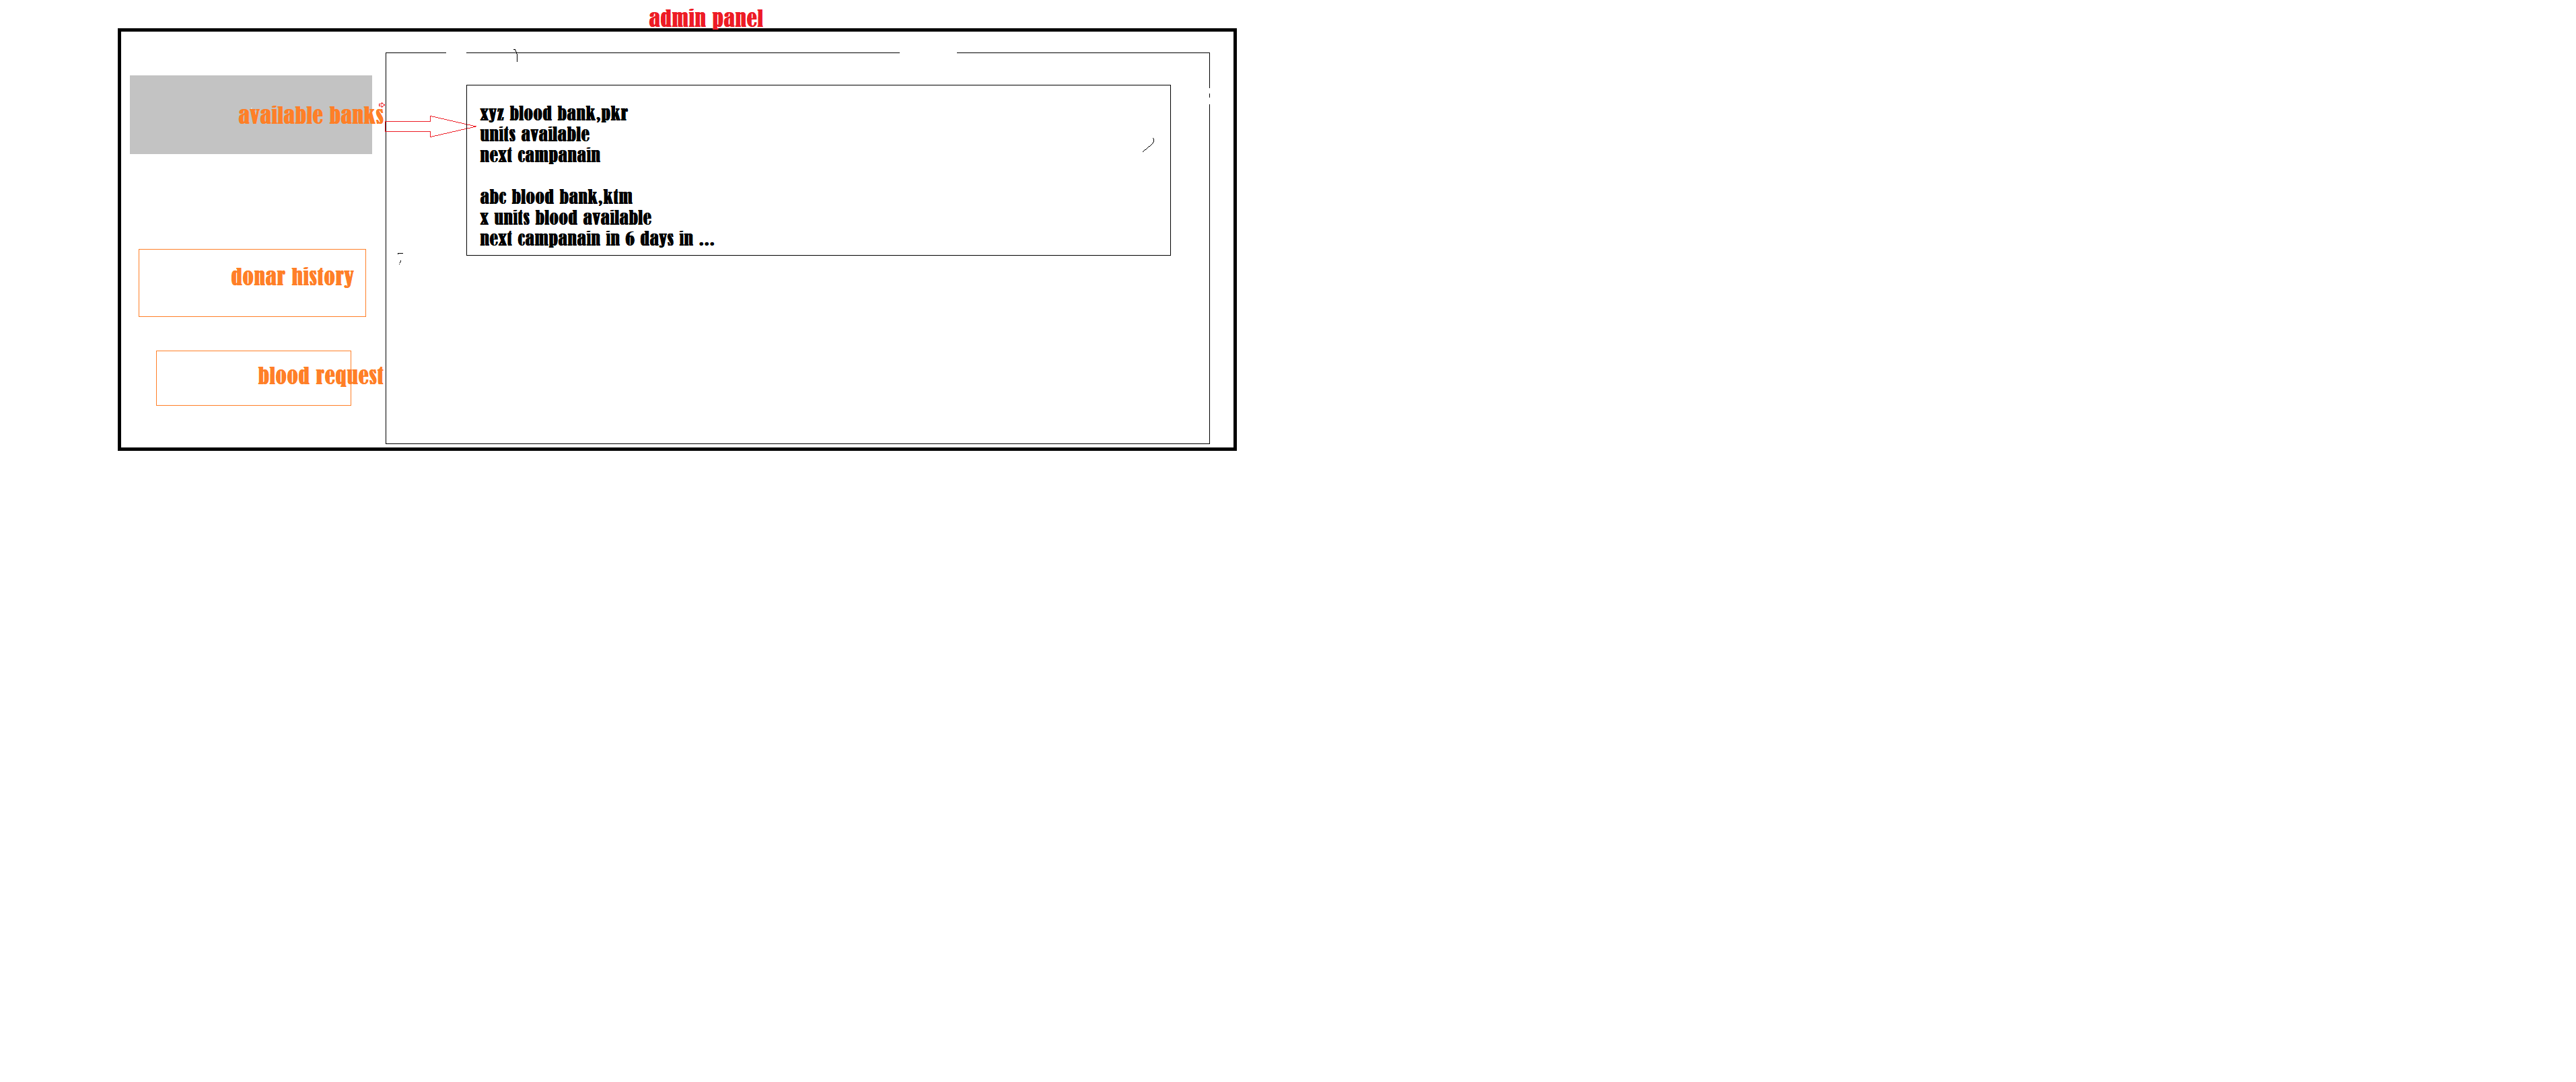 admin panel
available banks
donar history
blood request
xyz blood bank,pkr
units available
next campanain
abc blood bank,ktm
x units blood available
next campanain in 6 days in ...